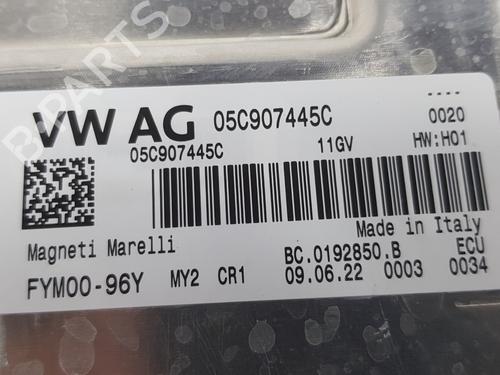 B-PARTS
----
VW AG 05C907445C 0020
05C907445C 11GV HW:H01
Made in Italy
Magneti Marelli BC.0192850.B ECU
FYM00-96Y MY2 CR1 09.06.22 0003 0034